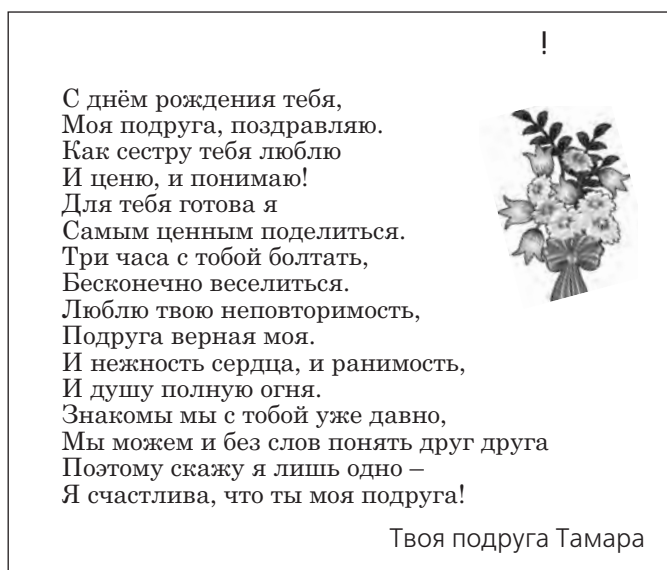 !
С днём рождения тебя,
Моя подруга, поздравляю.
Как сестру тебя люблю
И ценю, и понимаю!
Для тебя готова я
Самым ценным поделиться.
Три часа с тобой болтать,
Бесконечно веселиться.
Люблю твою неповторимость,
Подруга верная моя.
И нежность сердца, и ранимость,
И душу полную огня.
Знакомы мы с тобой уже давно,
Мы можем и без слов понять друг друга
Поэтому скажу я лишь одно –
Я счастлива, что ты моя подруга!
Твоя подруга Тамара